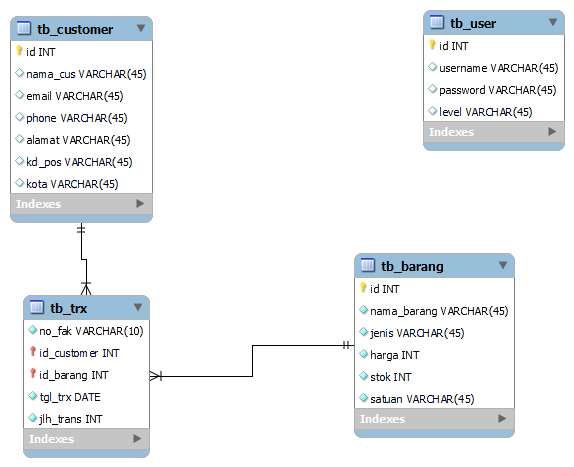 tb_customer
id INT
nama_cus VARCHAR(45)
email VARCHAR(45)
phone VARCHAR(45)
alamat VARCHAR(45)
kd_pos VARCHAR(45)
kota VARCHAR(45)
Indexes
tb_user
id INT
username VARCHAR(45)
password VARCHAR(45)
level VARCHAR(45)
Indexes
tb_trx
no_fak VARCHAR(10)
id_customer INT
id_barang INT
tgl_trx DATE
jlh_trans INT
Indexes
tb_barang
id INT
nama_barang VARCHAR(45)
jenis VARCHAR(45)
harga INT
stok INT
satuan VARCHAR(45)
Indexes